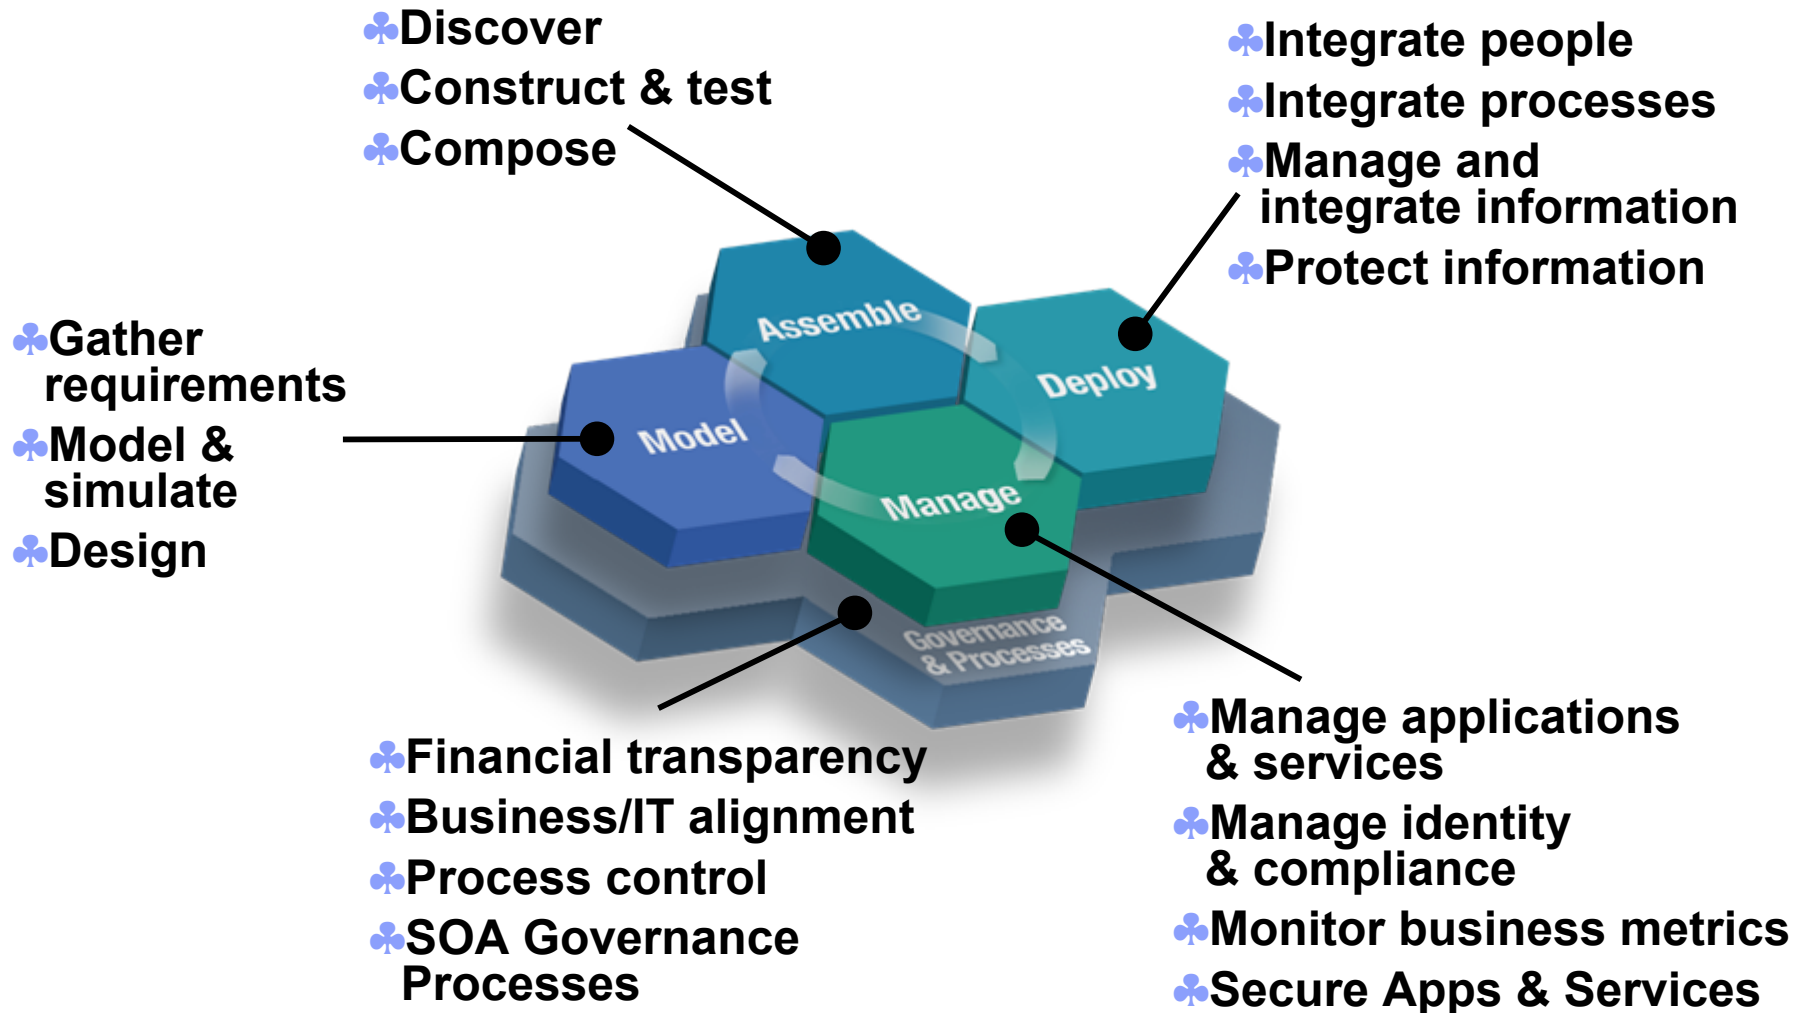 ♣Discover
♣Construct & test
♣Compose
♣Integrate people
♣Integrate processes
♣Manage and
integrate information
♣Protect information
♣Gather
requirements
♣Model &
simulate
♣Design
Assemble
Deploy
Model
Manage
Governance
& Processes
♣Financial transparency
♣Business/IT alignment
♣Process control
♣SOA Governance
Processes
♣Manage applications
& services
♣Manage identity
& compliance
♣Monitor business metrics
♣Secure Apps & Services